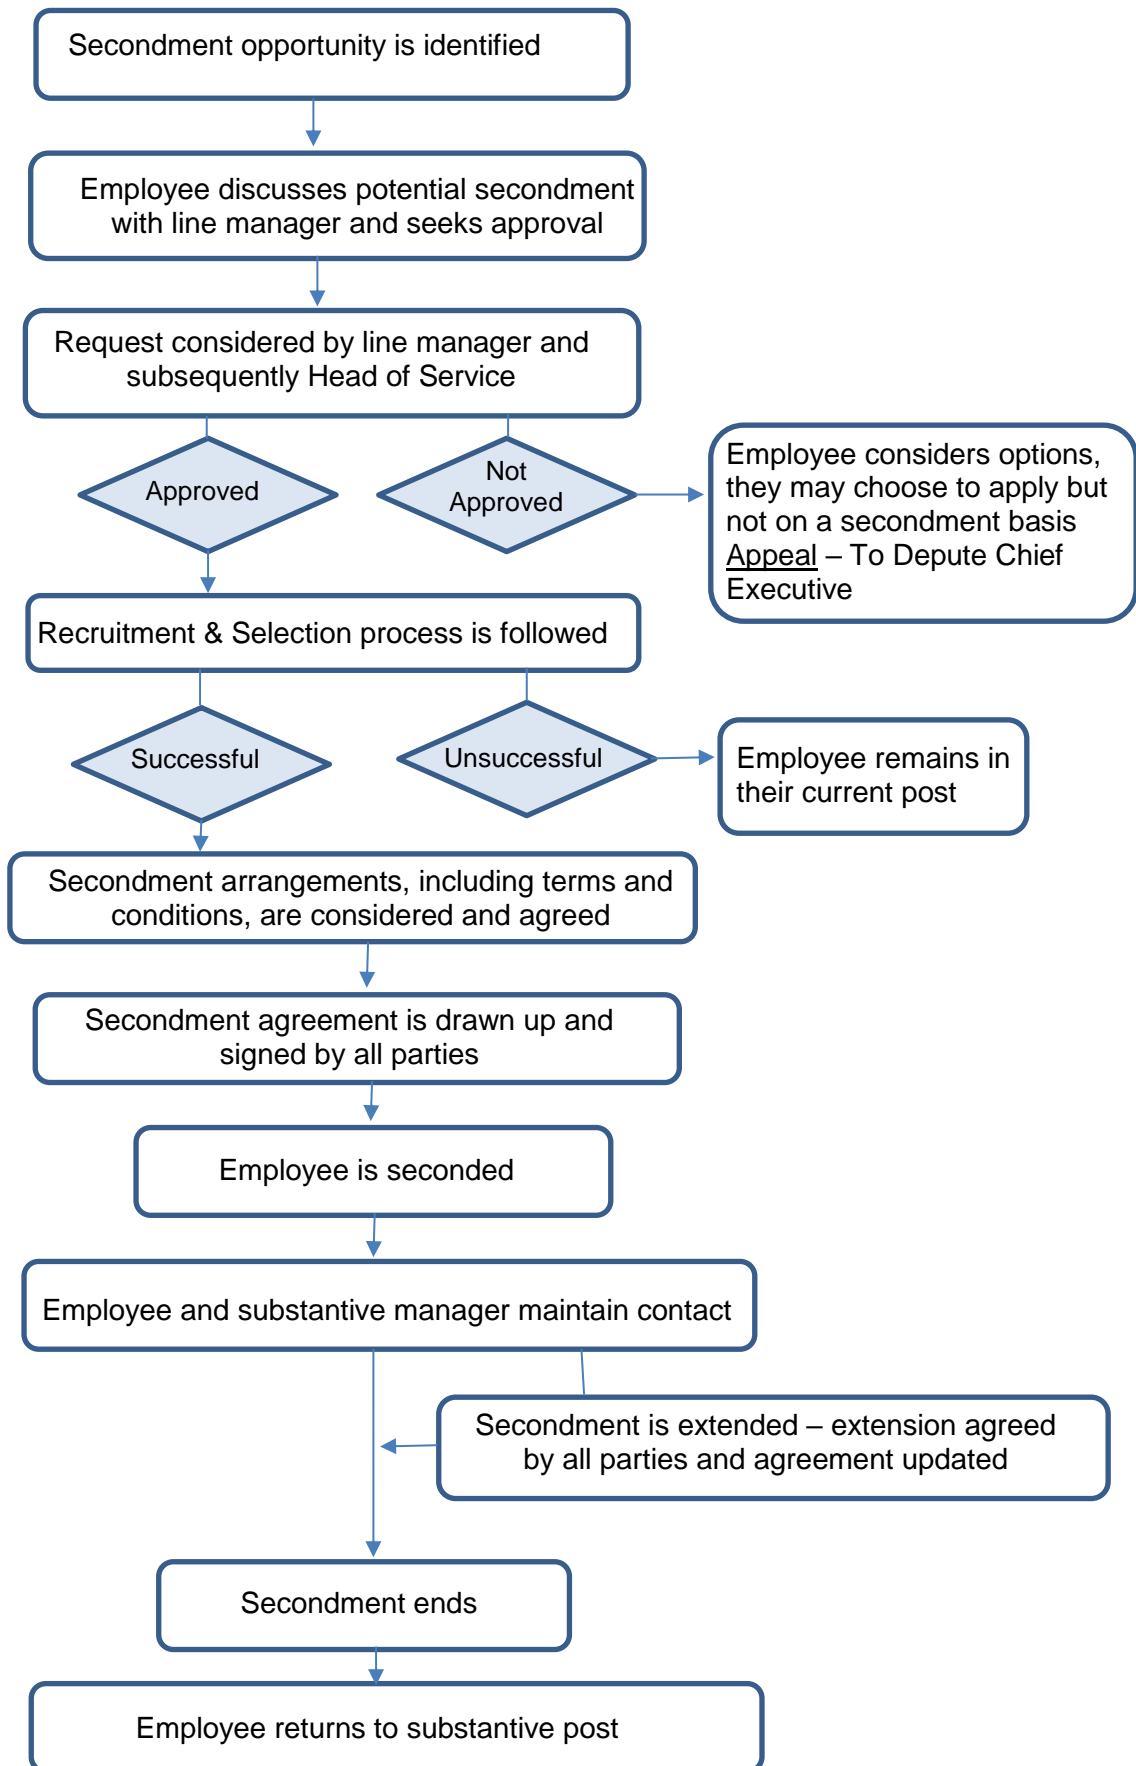 Secondment opportunity is identified
Employee discusses potential secondment
with line manager and seeks approval
Request considered by line manager and
subsequently Head of Service
Approved
Not
Approved
Employee considers options,
they may choose to apply but
not on a secondment basis
Appeal – To Depute Chief
Executive
Recruitment & Selection process is followed
Successful
Unsuccessful
Employee remains in
their current post
Secondment arrangements, including terms and
conditions, are considered and agreed
Secondment agreement is drawn up and
signed by all parties
Employee is seconded
Employee and substantive manager maintain contact
Secondment is extended – extension agreed
by all parties and agreement updated
Secondment ends
Employee returns to substantive post